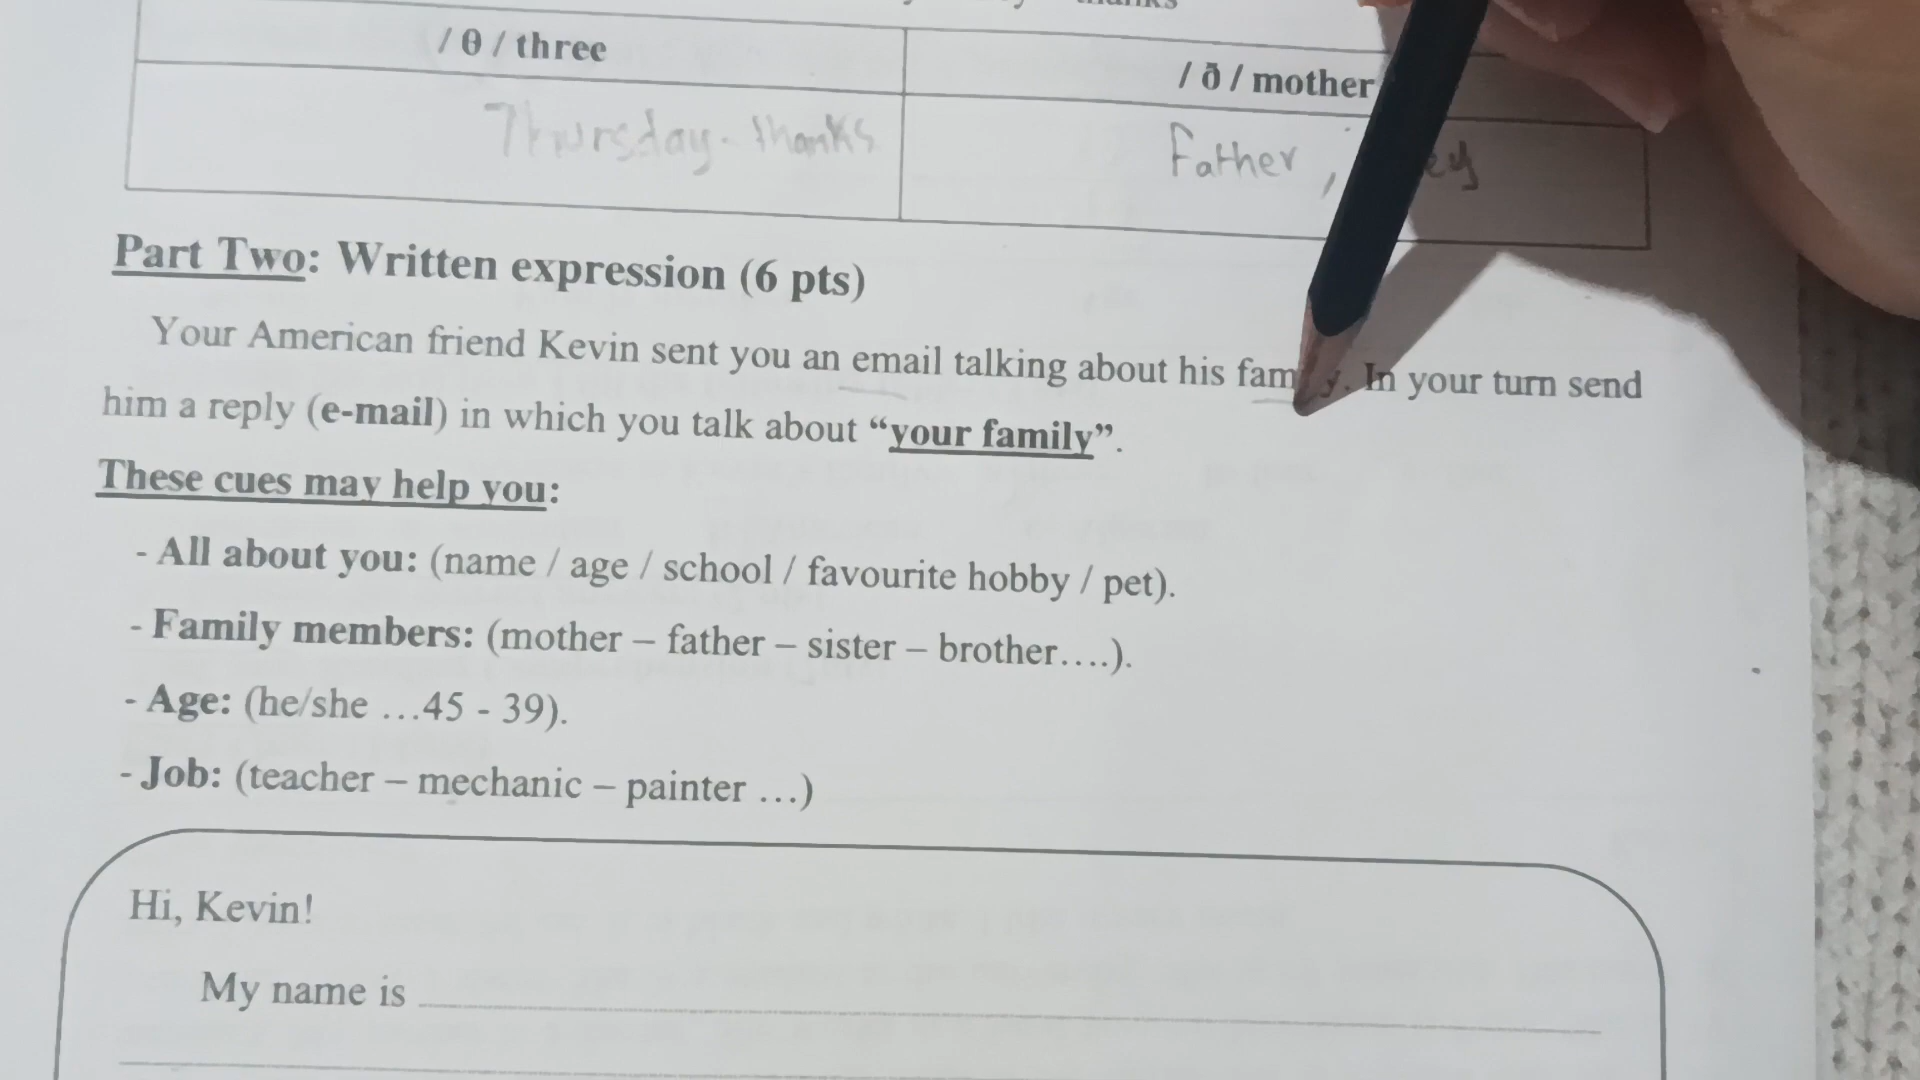 thanks
/ θ / three
/ ð / mother
Thursday - thanks
Father ,
Part Two: Written expression (6 pts)
Your American friend Kevin sent you an email talking about his family. In your turn send
him a reply (e-mail) in which you talk about “your family”.
These cues may help you:
- All about you: (name / age / school / favourite hobby / pet).
- Family members: (mother – father – sister – brother….).
- Age: (he/she …45 - 39).
- Job: (teacher – mechanic – painter …)
Hi, Kevin!
My name is